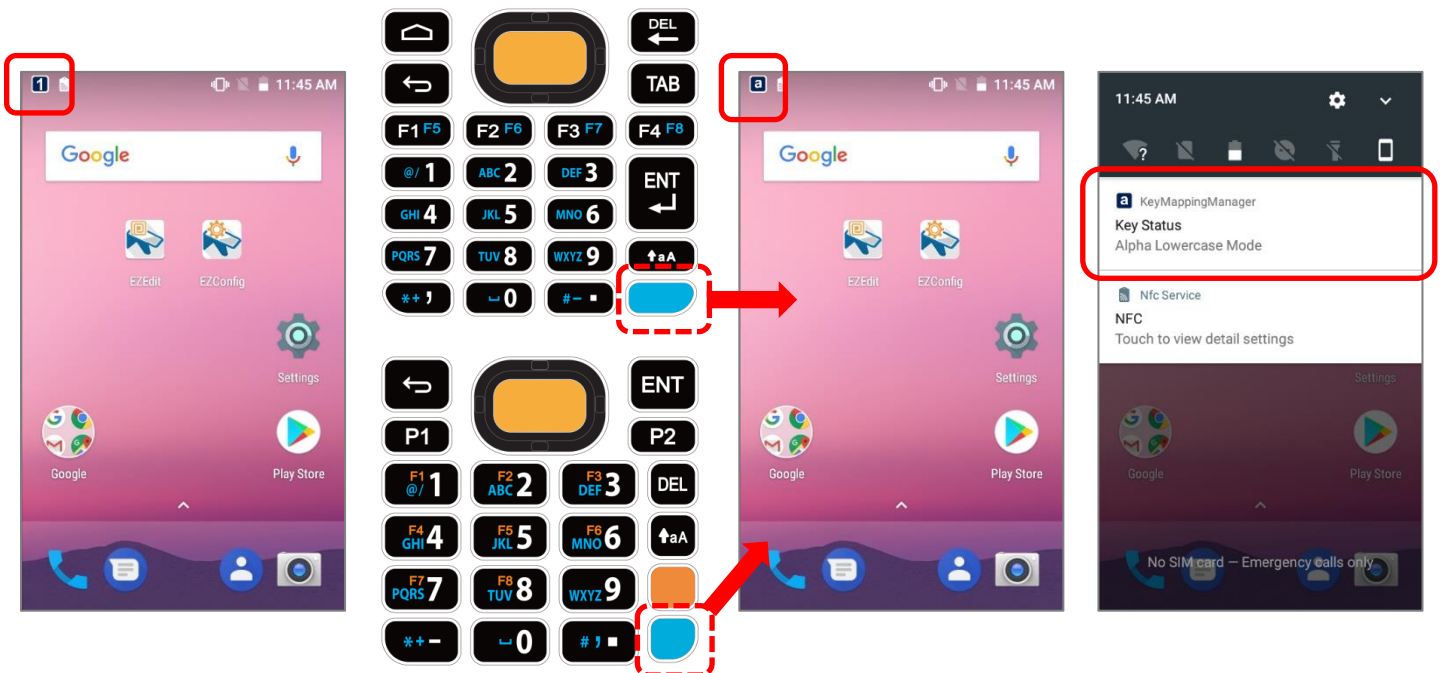 1
11:45 AM
Google
EZEdit
EZConfig
Settings
Google
Play Store
DEL
TAB
F1 F5
F2 F6
F3 F7
F4 F8
@/ 1
ABC 2
DEF 3
ENT
GHI 4
JKL 5
MNO 6
PQRS 7
TUV 8
WXYZ 9
aA
*+ ,
0
#- .
ENT
P1
P2
F1
@/ 1
F2
ABC 2
F3
DEF 3
DEL
F4
GHI 4
F5
JKL 5
F6
MNO 6
aA
F7
PQRS 7
F8
TUV 8
WXYZ 9
*+ -
0
# , .
a
11:45 AM
Google
EZEdit
EZConfig
Settings
Google
Play Store
11:45 AM
?
a KeyMappingManager
Key Status
Alpha Lowercase Mode
Nfc Service
NFC
Touch to view detail settings
Settings
Google
Play Store
No SIM card — Emergency calls only